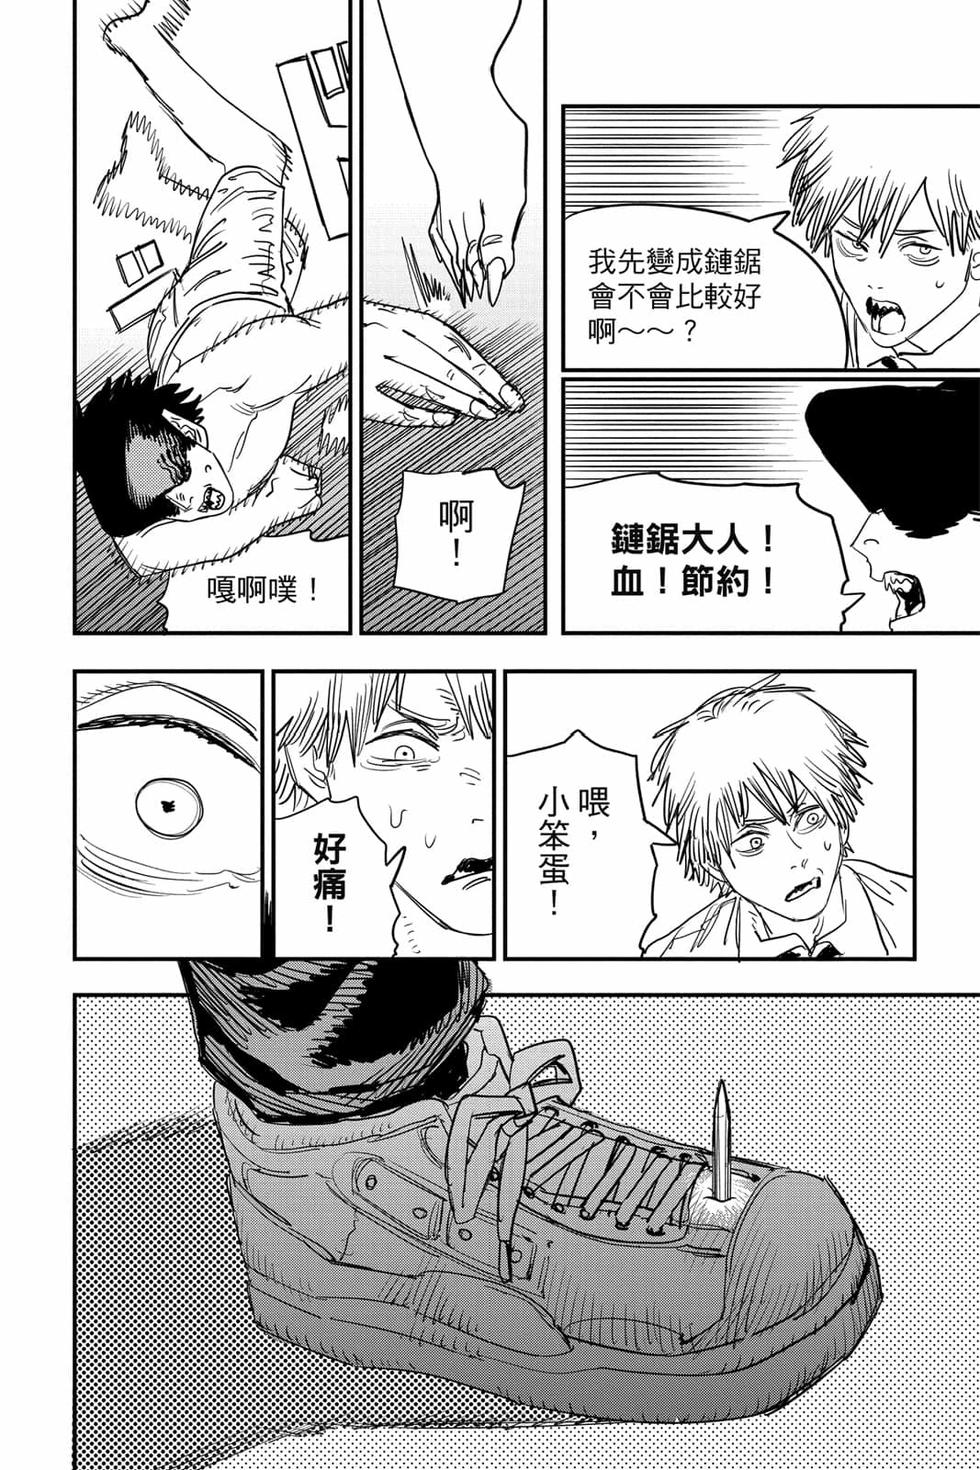 我先變成鏈鋸
會不會比較好
啊～～？
鏈鋸大人！
血！節約！
啊！
嘎啊噗！
喂，
小笨蛋！
好痛！